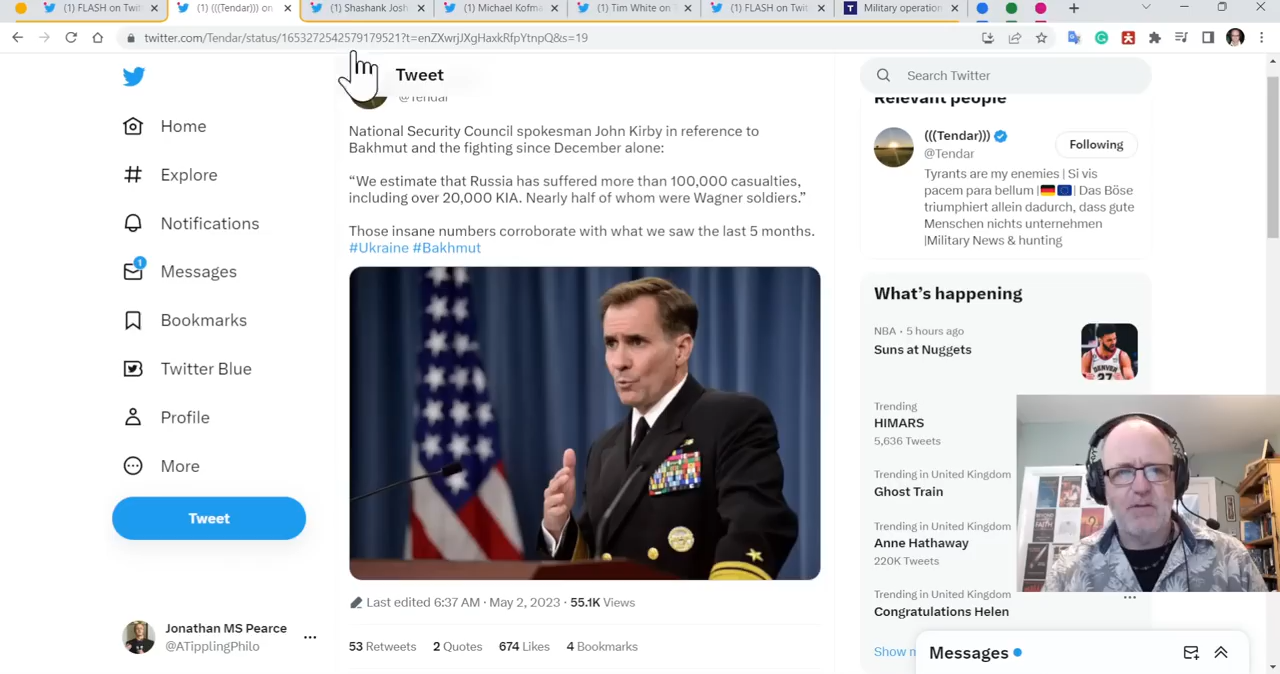 (1) FLASH on Twi
(1) (((Tendar))) on
(1) Shashank Josh
(1) Michael Kofma
(1) Tim White on T
(1) FLASH on Twit
T Military operation
twitter.com/Tendar/status/1653272542579179521?t=enZXwrjJXgHaxkRfpYtnpQ&s=19
Tweet
@Tendar
Home
Explore
Notifications
1
Messages
Bookmarks
Twitter Blue
Profile
More
Tweet
Jonathan MS Pearce
@ATipplingPhilo
National Security Council spokesman John Kirby in reference to
Bakhmut and the fighting since December alone:
“We estimate that Russia has suffered more than 100,000 casualties,
including over 20,000 KIA. Nearly half of whom were Wagner soldiers.”
Those insane numbers corroborate with what we saw the last 5 months.
#Ukraine #Bakhmut
Last edited 6:37 AM · May 2, 2023 · 55.1K Views
53 Retweets 2 Quotes 674 Likes 4 Bookmarks
Search Twitter
Relevant people
(((Tendar)))
@Tendar
Following
Tyrants are my enemies | Si vis
pacem para bellum | | Das Böse
triumphiert allein dadurch, dass gute
Menschen nichts unternehmen
|Military News & hunting
What’s happening
NBA · 5 hours ago
Suns at Nuggets
DENVER
27
Trending
HIMARS
5,636 Tweets
Trending in United Kingdom
Ghost Train
Trending in United Kingdom
Anne Hathaway
220K Tweets
Trending in United Kingdom
Congratulations Helen
Show m
Messages